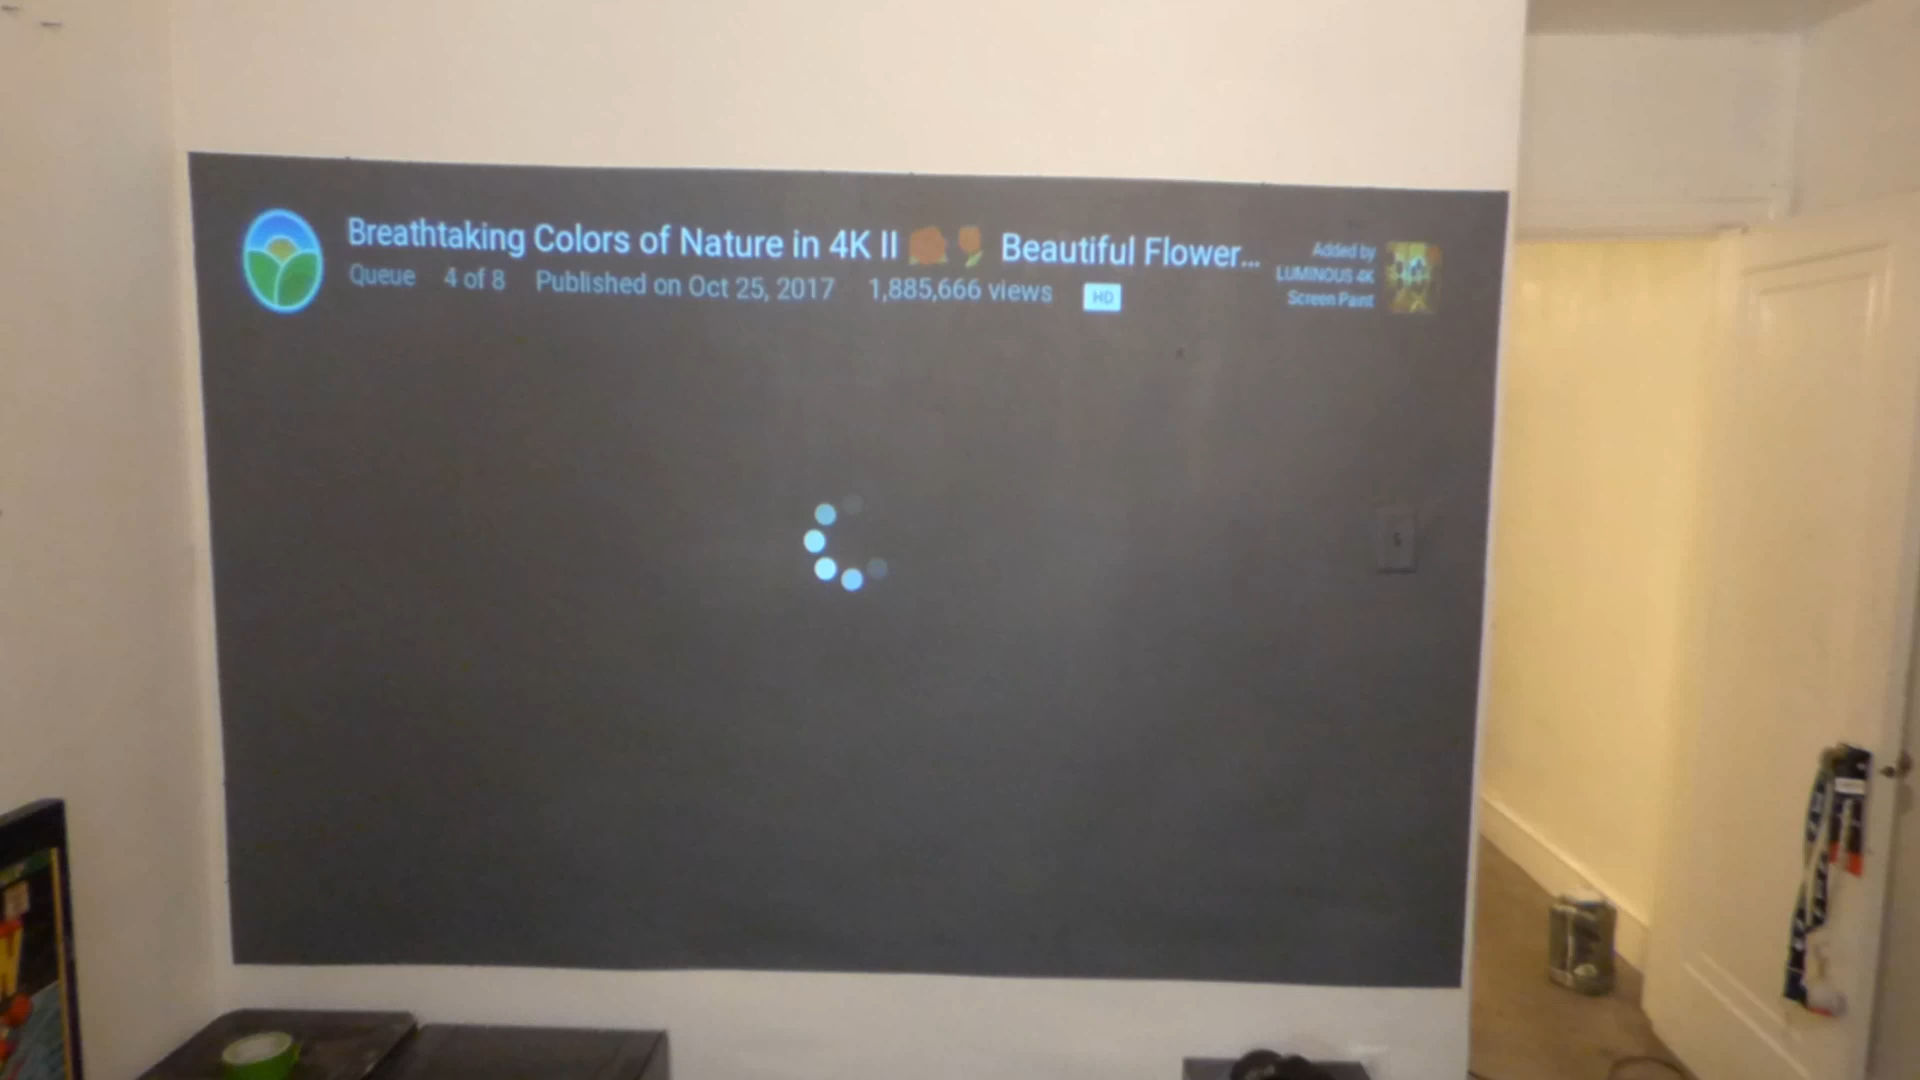 Breathtaking Colors of Nature in 4K II 🌹🌷 Beautiful Flower...
Queue 4 of 8 Published on Oct 25, 2017 1,885,666 views HD
Added by
LUMINOUS 4K
Screen Paint